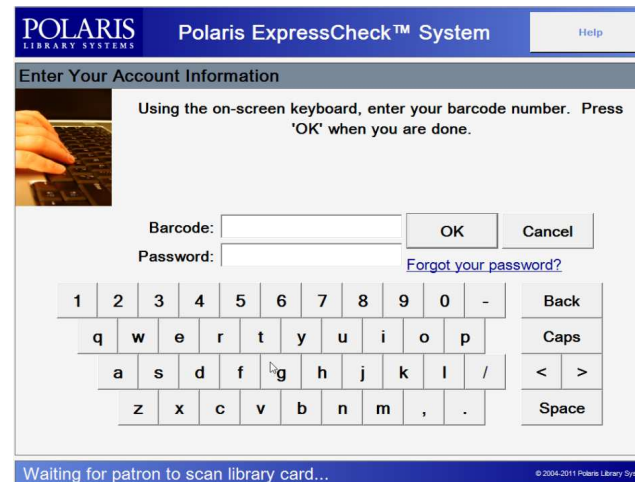 POLARIS
LIBRARY SYSTEMS
Polaris ExpressCheck™ System
Help
Enter Your Account Information
Using the on-screen keyboard, enter your barcode number. Press
'OK' when you are done.
Barcode:
OK
Cancel
Password:
Forgot your password?
1 2 3 4 5 6 7 8 9 0 - Back
q w e r t y u i o p Caps
a s d f g h j k l / < >
z x c v b n m , . Space
Waiting for patron to scan library card...
© 2004-2011 Polaris Library Sys